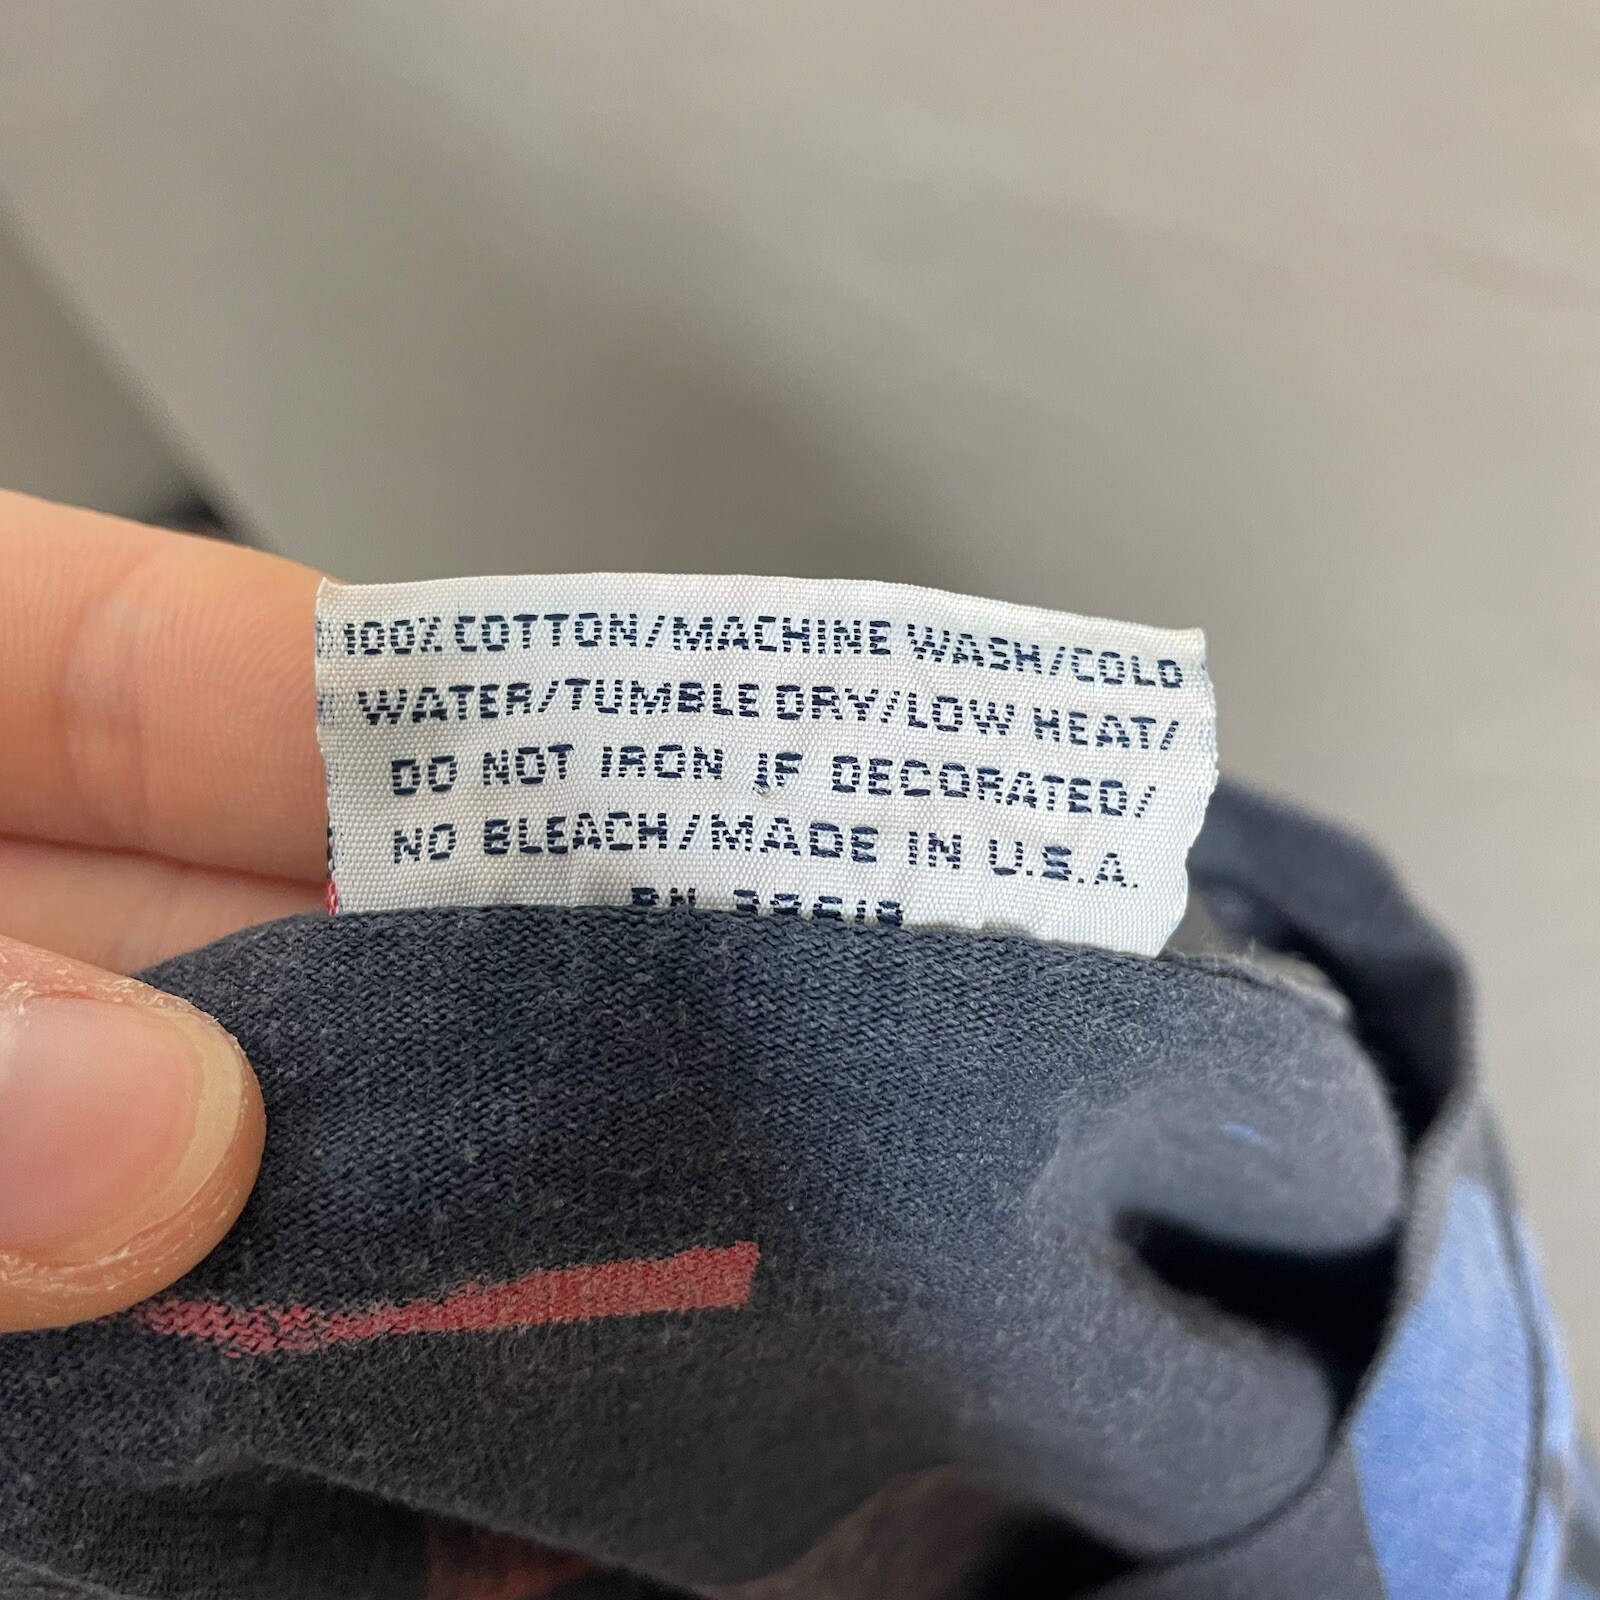 100% COTTON/MACHINE WASH/COLD
WATER/TUMBLE DRY/LOW HEAT/
DO NOT IRON IF DECORATED/
NO BLEACH/MADE IN U.S.A.
RN